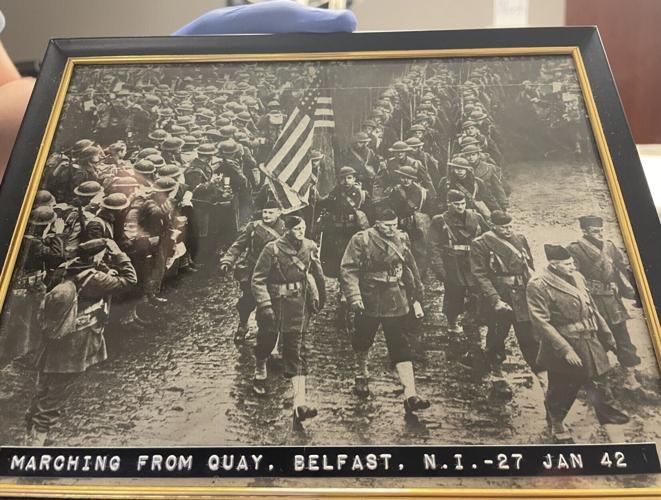 MARCHING FROM QUAY, BELFAST, N.I.-27 JAN 42